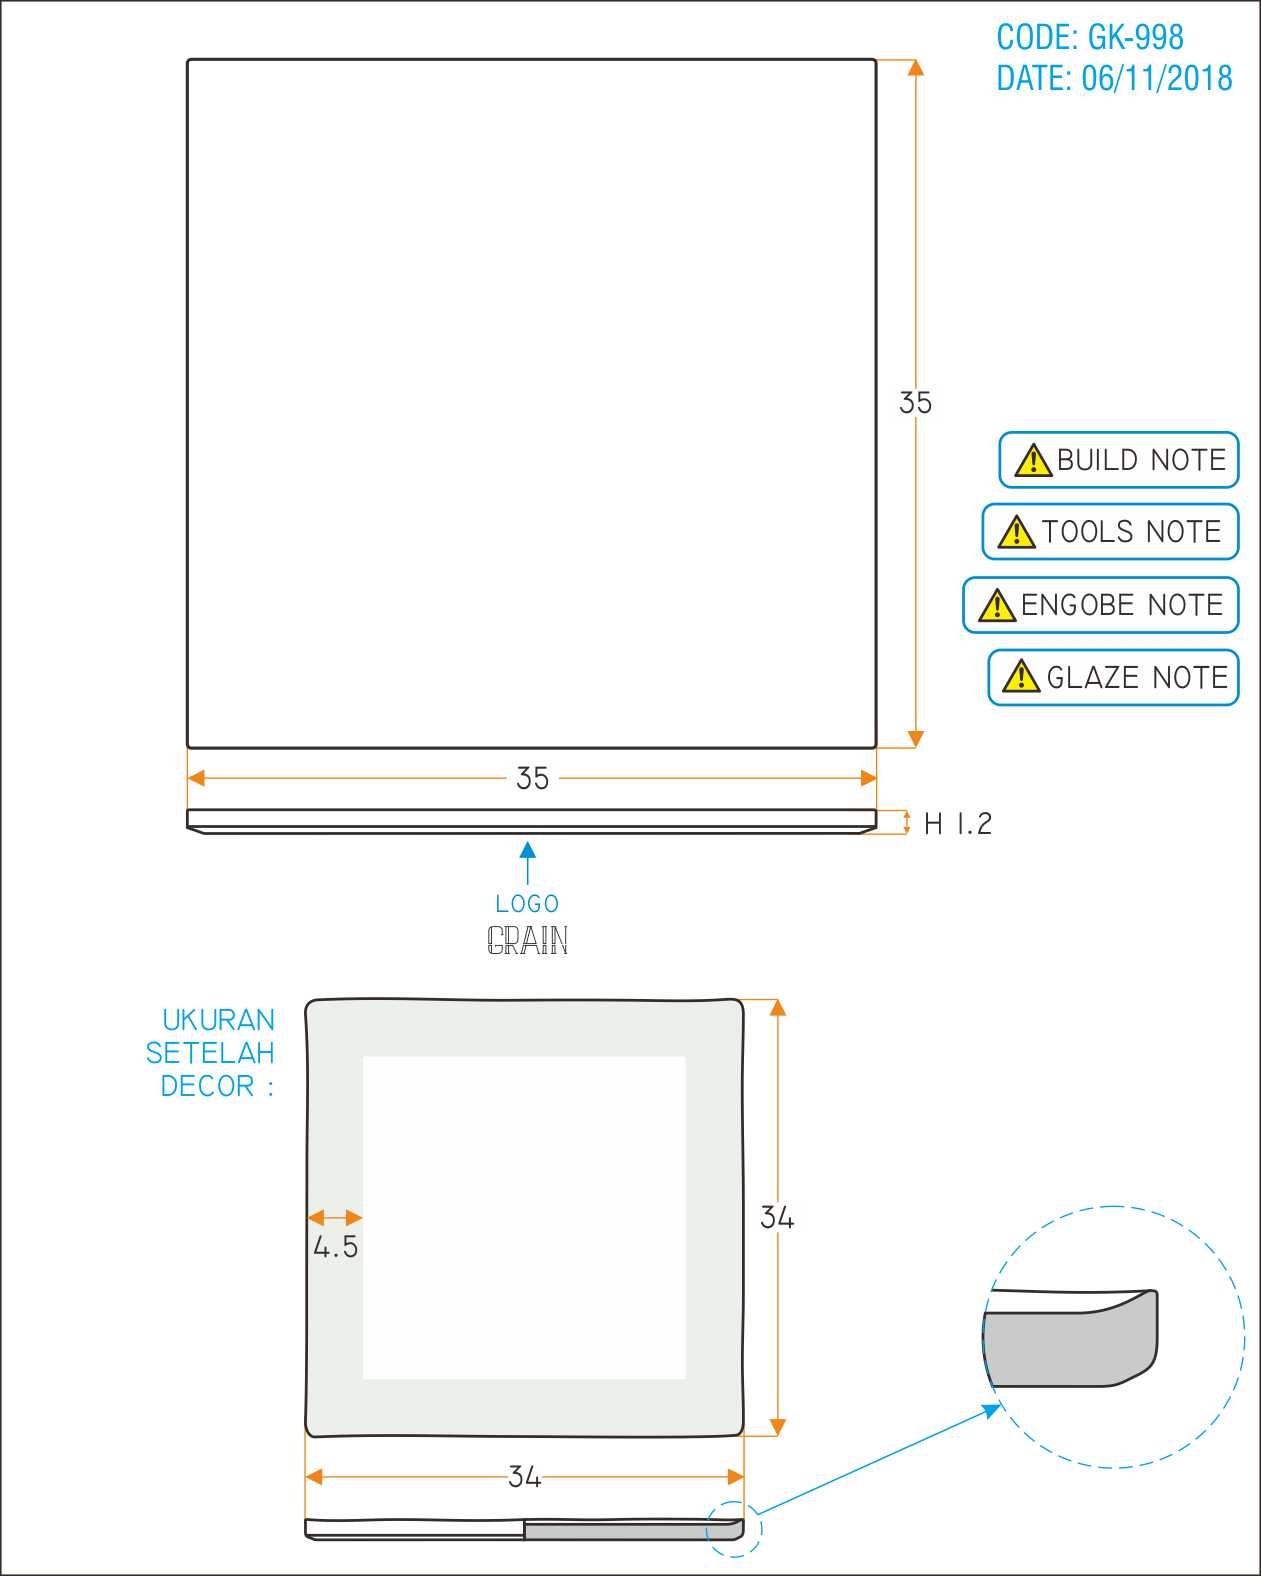 CODE: GK-998
DATE: 06/11/2018
35
BUILD NOTE
TOOLS NOTE
ENGOBE NOTE
GLAZE NOTE
35
H 1.2
LOGO
GRAIN
UKURAN
SETELAH
DECOR :
34
4.5
34